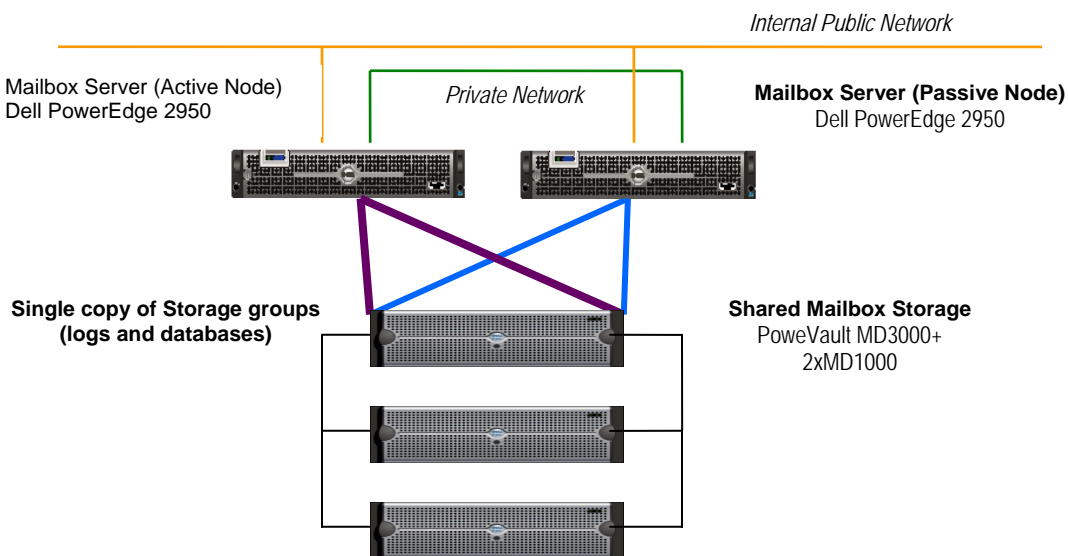 Internal Public Network
Mailbox Server (Active Node)
Dell PowerEdge 2950
Private Network
Mailbox Server (Passive Node)
Dell PowerEdge 2950
Single copy of Storage groups
(logs and databases)
Shared Mailbox Storage
PoweVault MD3000+
2xMD1000